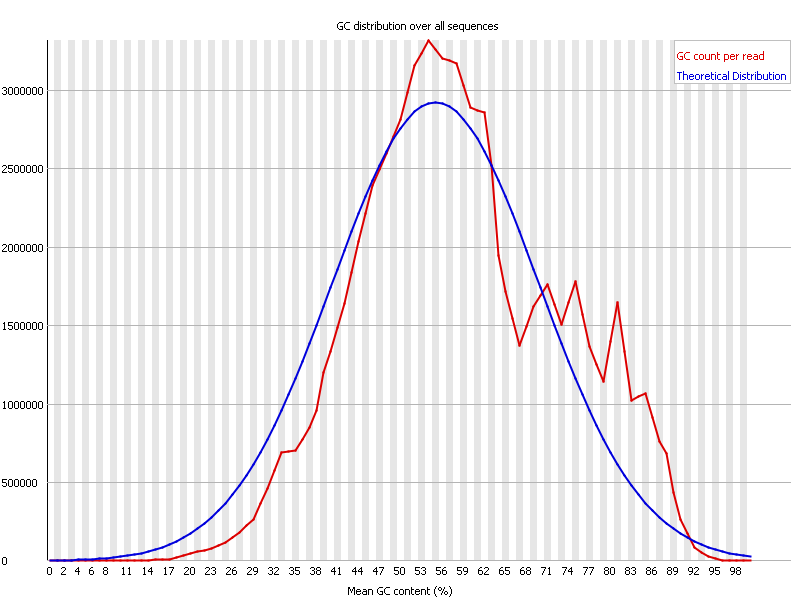 GC distribution over all sequences
GC count per read
Theoretical Distribution
3000000
2500000
2000000
1500000
1000000
500000
0
0 2 4 6 8 11 14 17 20 23 26 29 32 35 38 41 44 47 50 53 56 59 62 65 68 71 74 77 80 83 86 89 92 95 98
Mean GC content (%)